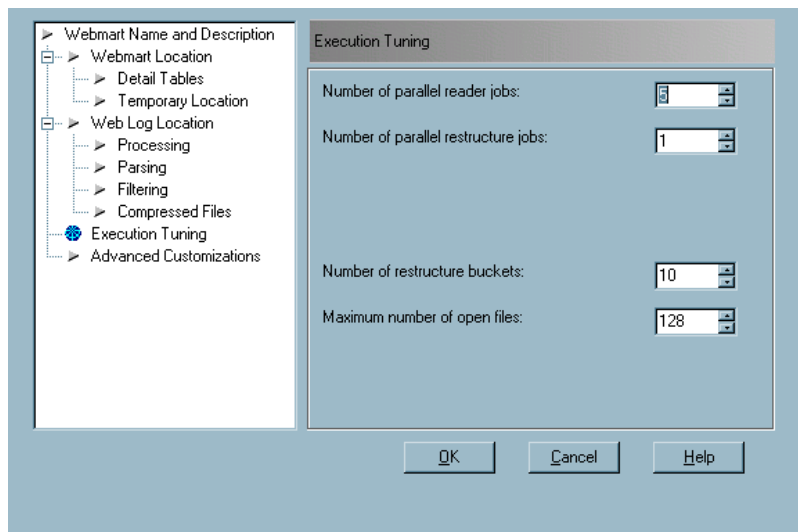 Webmart Name and Description
Webmart Location
Detail Tables
Temporary Location
Web Log Location
Processing
Parsing
Filtering
Compressed Files
Execution Tuning
Advanced Customizations
Execution Tuning
Number of parallel reader jobs: 5
Number of parallel restructure jobs: 1
Number of restructure buckets: 10
Maximum number of open files: 128
OK Cancel Help